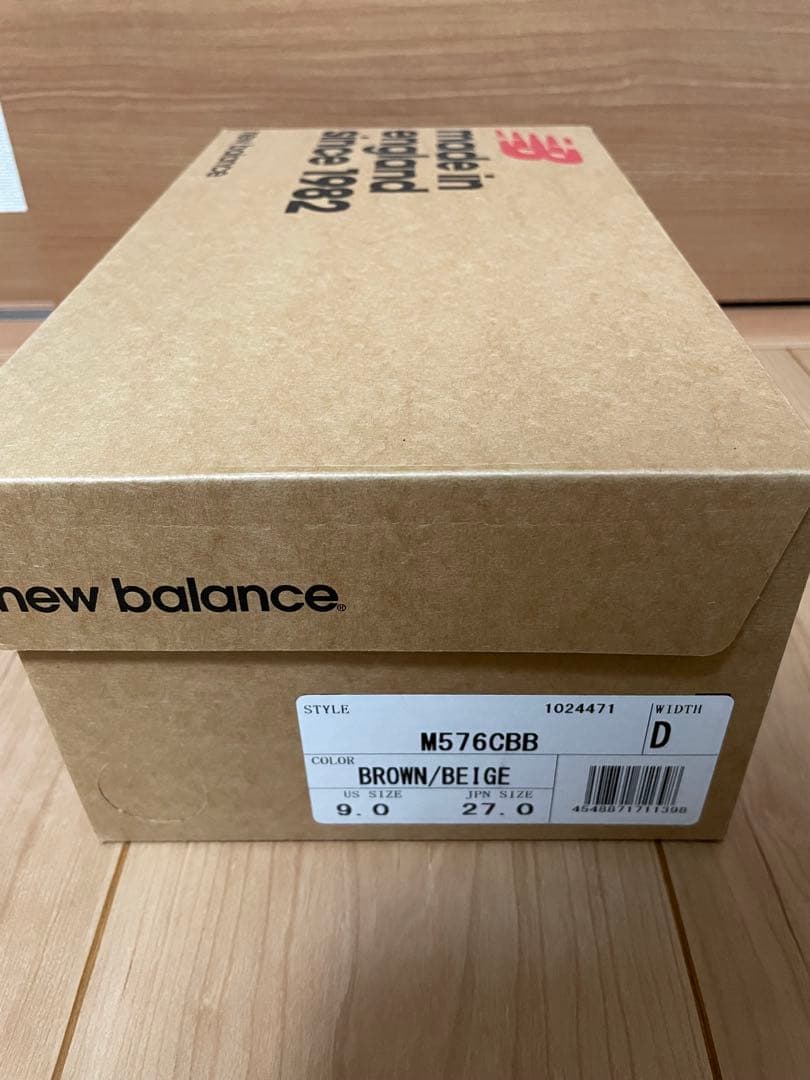 NB
made in
england
since 1982
New Balance
new balance®
STYLE 1024471 WIDTH
M576CBB D
COLOR
BROWN/BEIGE
US SIZE JPN SIZE
9.0 27.0
4548871711398